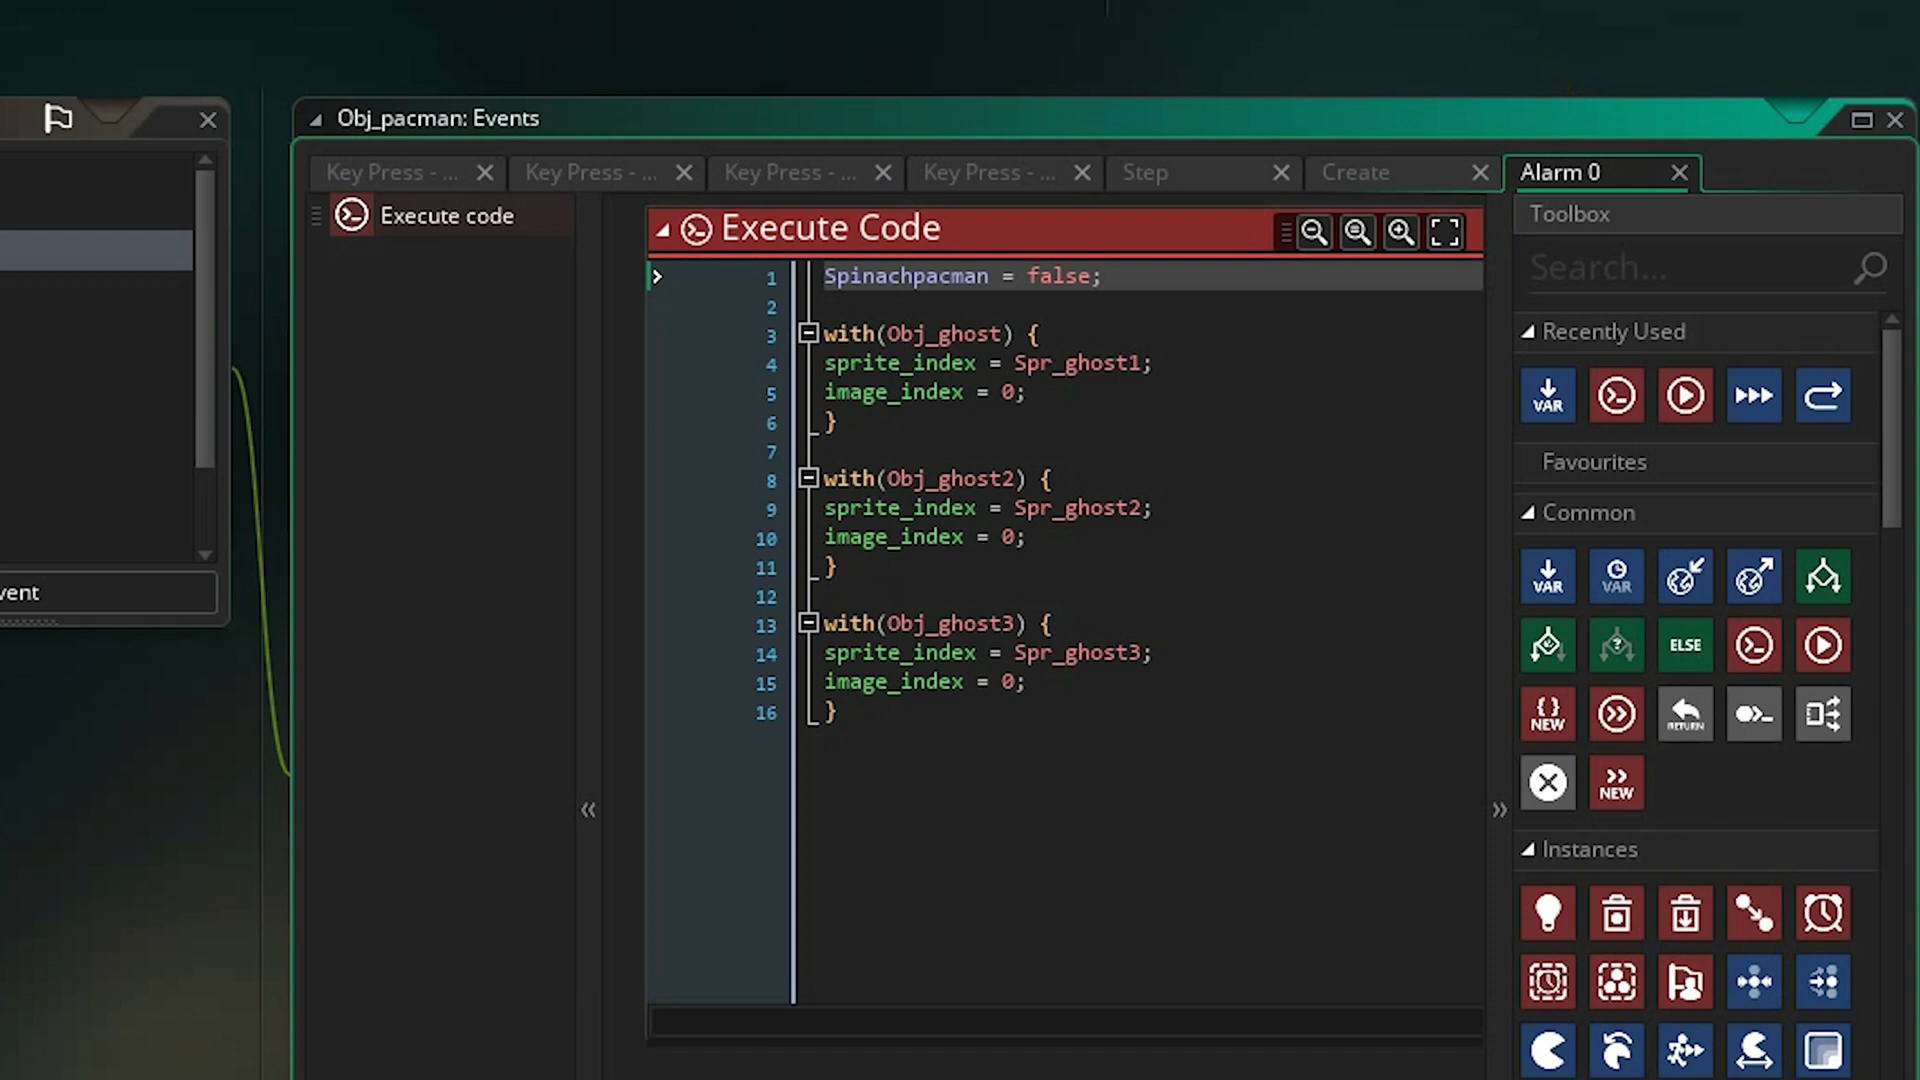 Obj_pacman: Events
Key Press - ...
Key Press - ...
Key Press - ...
Key Press - ...
Step
Create
Alarm 0
Execute code
Execute Code
Toolbox
Search...
1 Spinachpacman = false;
2
3 with(Obj_ghost) {
4 sprite_index = Spr_ghost1;
5 image_index = 0;
6 }
7
8 with(Obj_ghost2) {
9 sprite_index = Spr_ghost2;
10 image_index = 0;
11 }
12
13 with(Obj_ghost3) {
14 sprite_index = Spr_ghost3;
15 image_index = 0;
16 }
vent
Recently Used
VAR
Favourites
Common
VAR
VAR
ELSE
{} NEW
RETURN
NEW
Instances